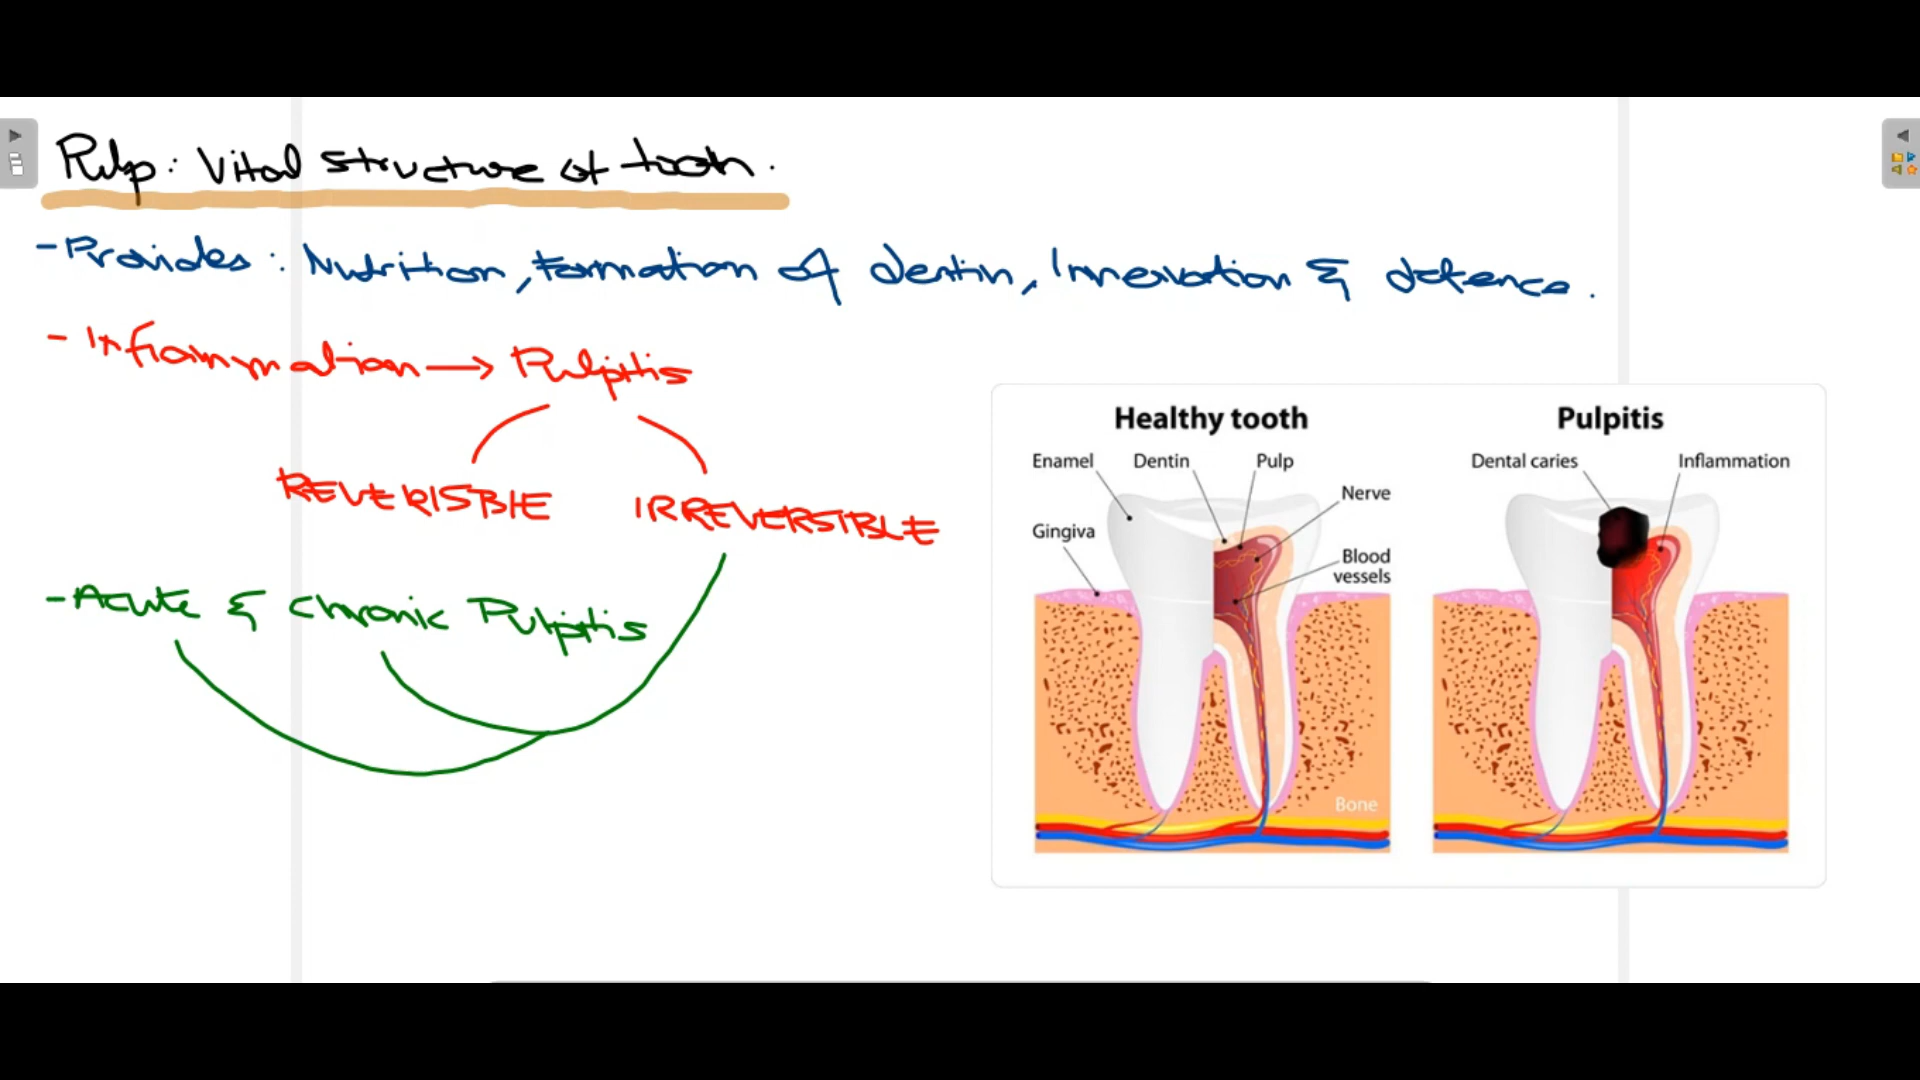 Pulp: Vital structure of tooth.
- Provides: Nutrition, formation of dentin, Innervation & defence.
- Inflammation → Pulpitis
REVERISBLE IRREVERSIBLE
- Acute & chronic Pulpitis
Healthy tooth
Enamel Dentin Pulp
Nerve
Gingiva
Blood
vessels
Bone
Pulpitis
Dental caries Inflammation